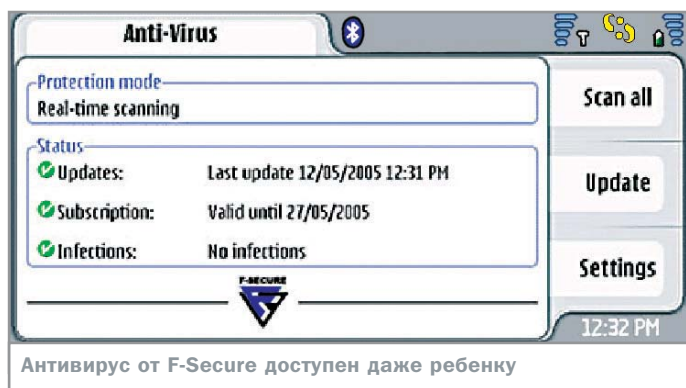 Anti-Virus
Protection mode
Real-time scanning
Status
Updates: Last update 12/05/2005 12:31 PM
Subscription: Valid until 27/05/2005
Infections: No infections
F-SECURE
Scan all
Update
Settings
12:32 PM
Антивирус от F-Secure доступен даже ребенку